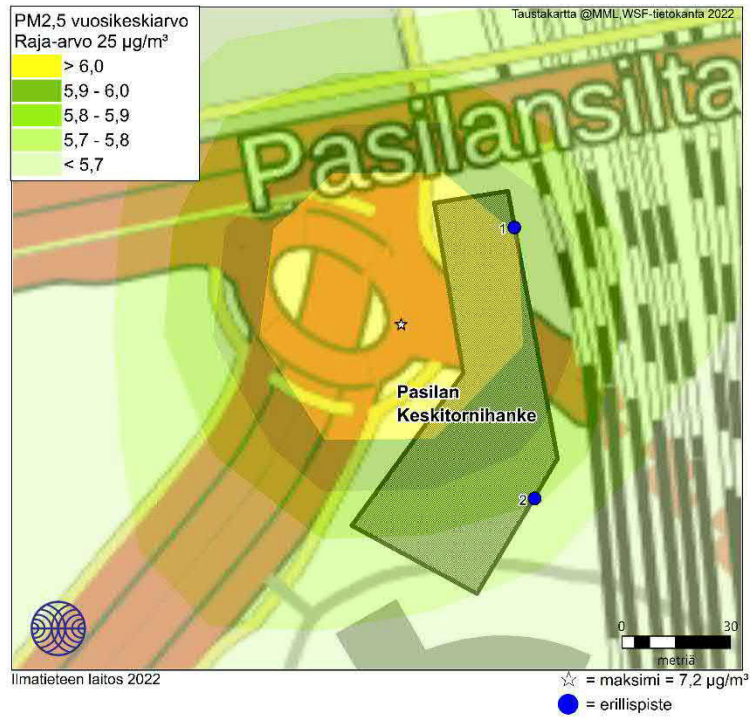 PM2,5 vuosikeskiarvo
Raja-arvo 25 µg/m³
> 6,0
5,9 - 6,0
5,8 - 5,9
5,7 - 5,8
< 5,7
Taustakartta @MML,WSF-tietokanta 2022
Pasilansilta
1
Pasilan
Keskitornihanke
2
0 30
metriä
Ilmatieteen laitos 2022
☆ = maksimi = 7,2 µg/m³
= erillispiste